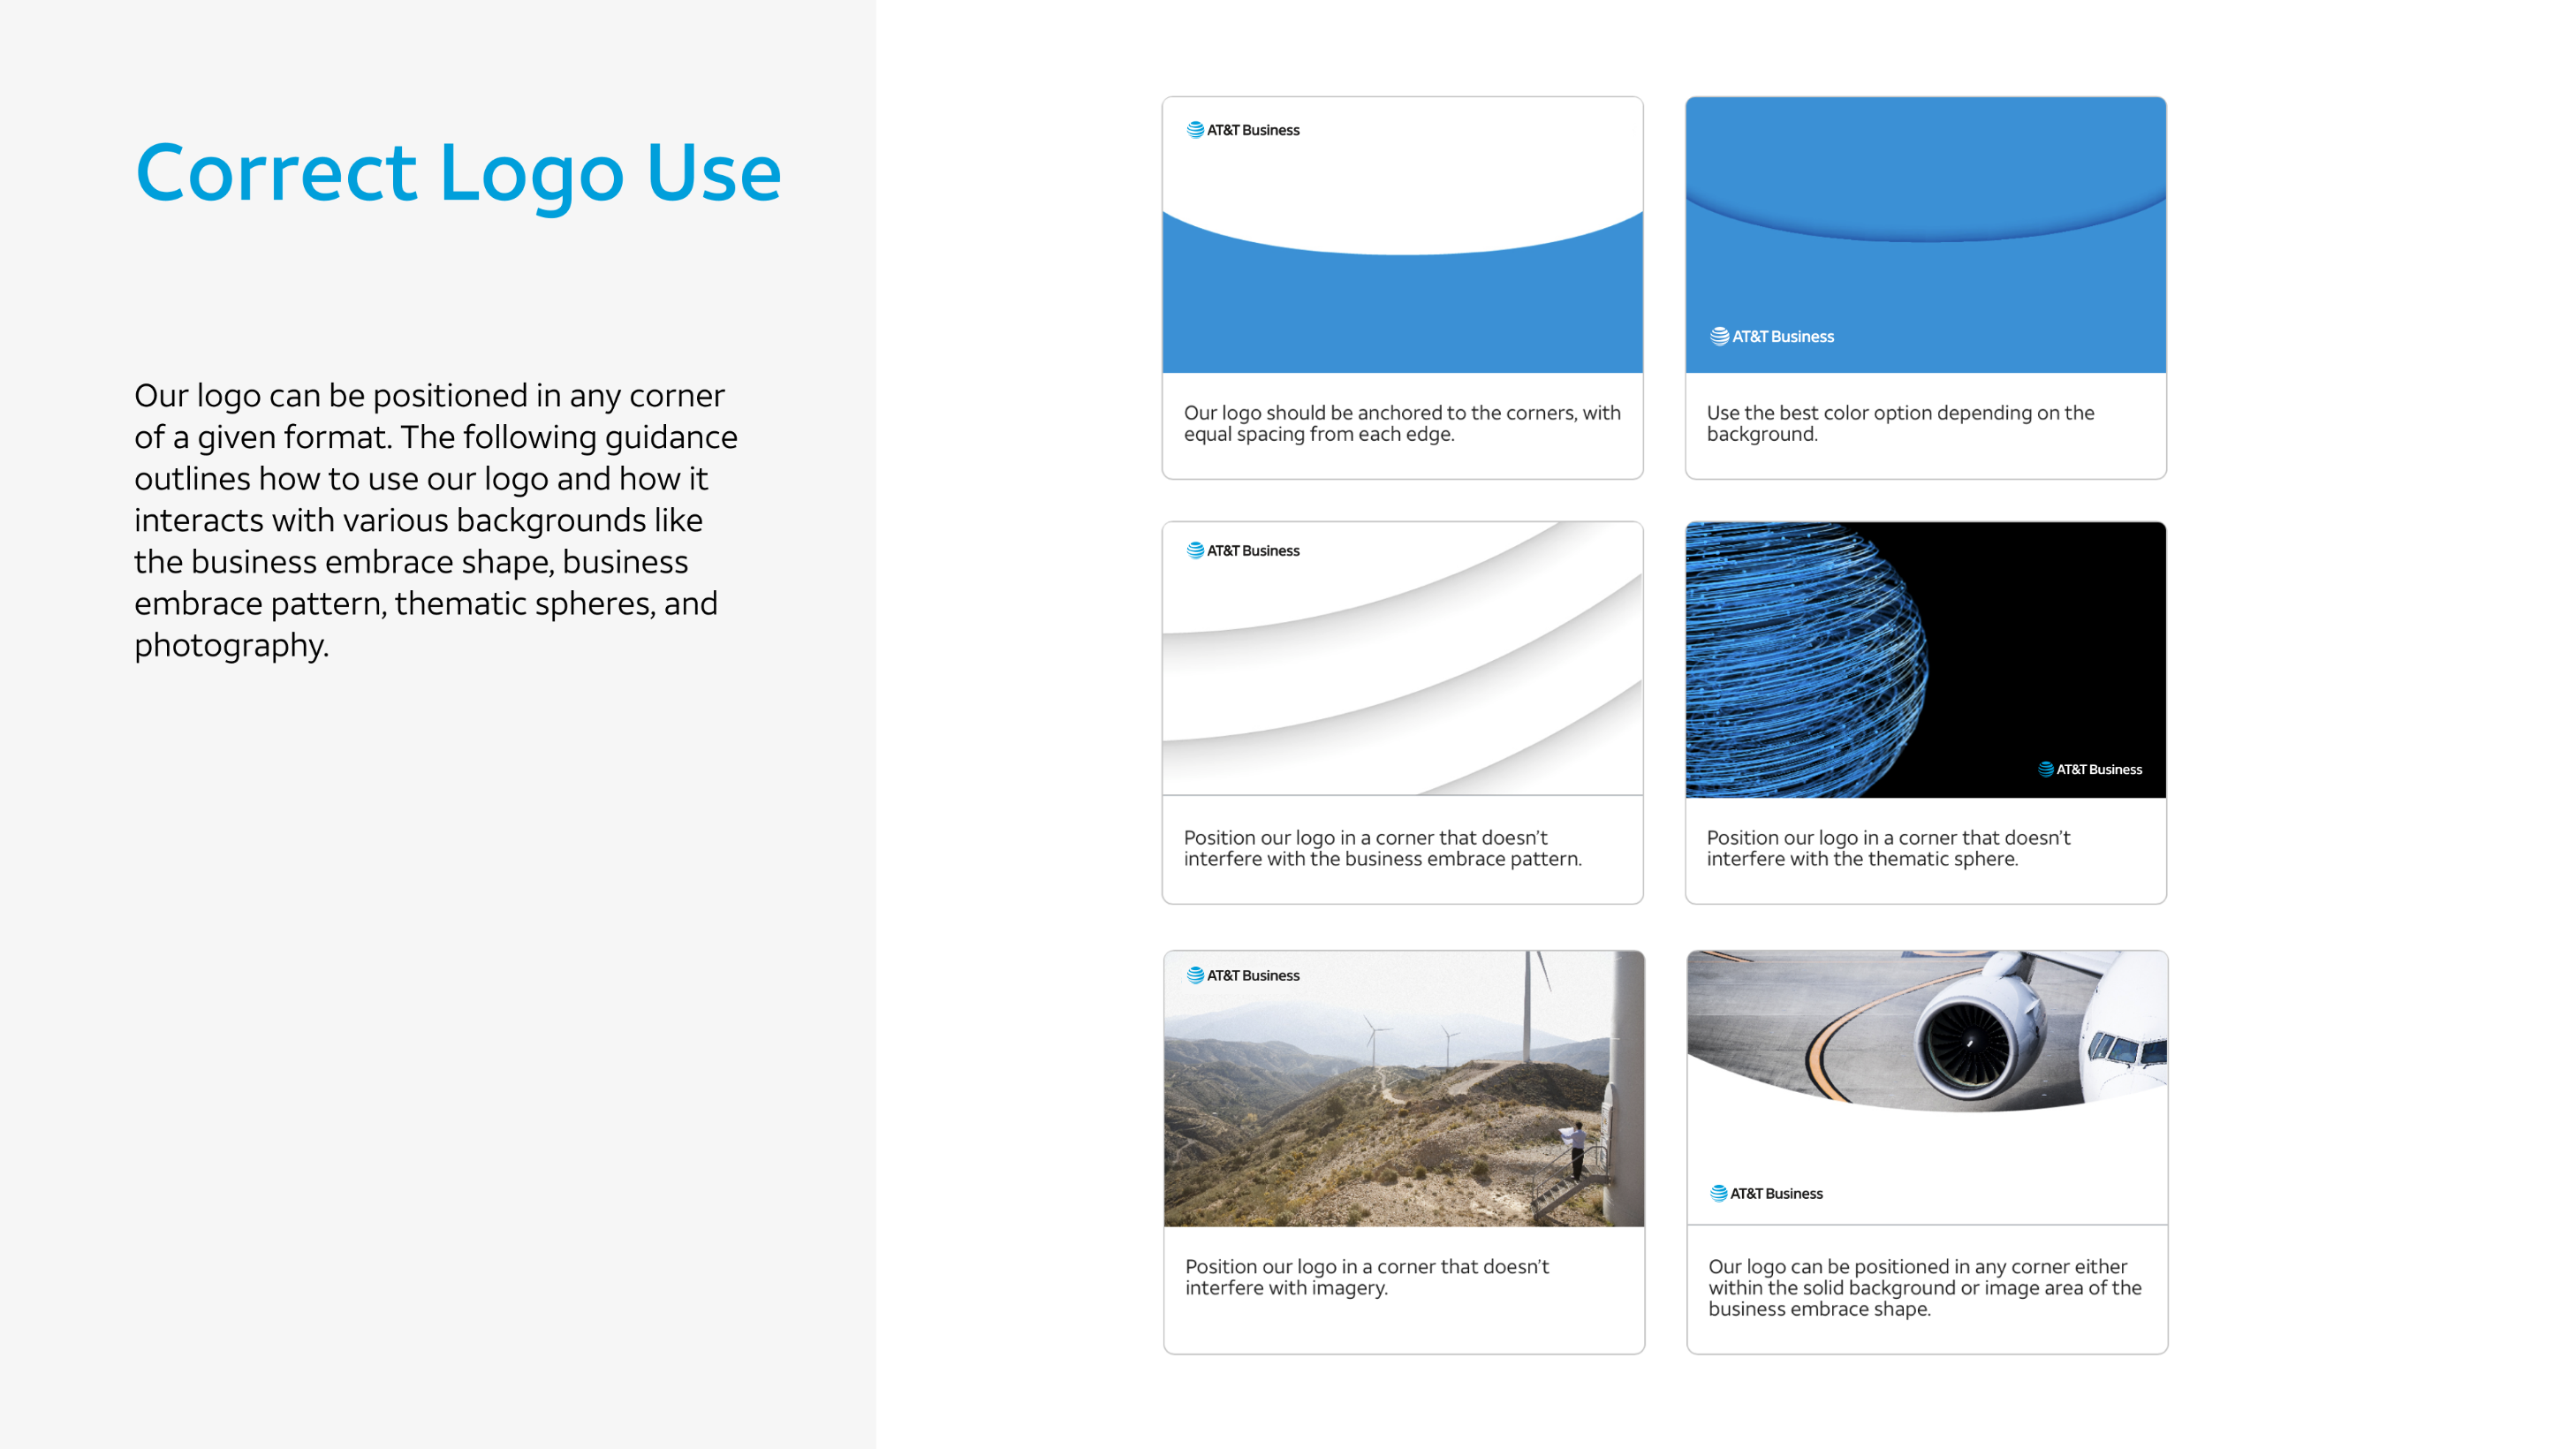 Correct Logo Use
Our logo can be positioned in any corner
of a given format. The following guidance
outlines how to use our logo and how it
interacts with various backgrounds like
the business embrace shape, business
embrace pattern, thematic spheres, and
photography.
AT&T Business
Our logo should be anchored to the corners, with
equal spacing from each edge.
AT&T Business
Use the best color option depending on the
background.
AT&T Business
Position our logo in a corner that doesn't
interfere with the business embrace pattern.
AT&T Business
Position our logo in a corner that doesn't
interfere with the thematic sphere.
AT&T Business
Position our logo in a corner that doesn't
interfere with imagery.
AT&T Business
Our logo can be positioned in any corner either
within the solid background or image area of the
business embrace shape.